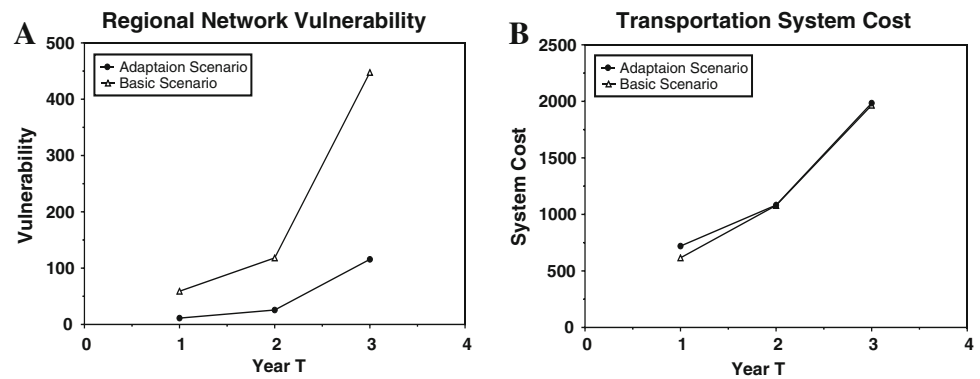 A
Regional Network Vulnerability
500
400
300
200
100
0
Vulnerability
Adaptaion Scenario
Basic Scenario
0 1 2 3 4
Year T
B
Transportation System Cost
2500
2000
1500
1000
500
0
System Cost
Adaptaion Scenario
Basic Scenario
0 1 2 3 4
Year T